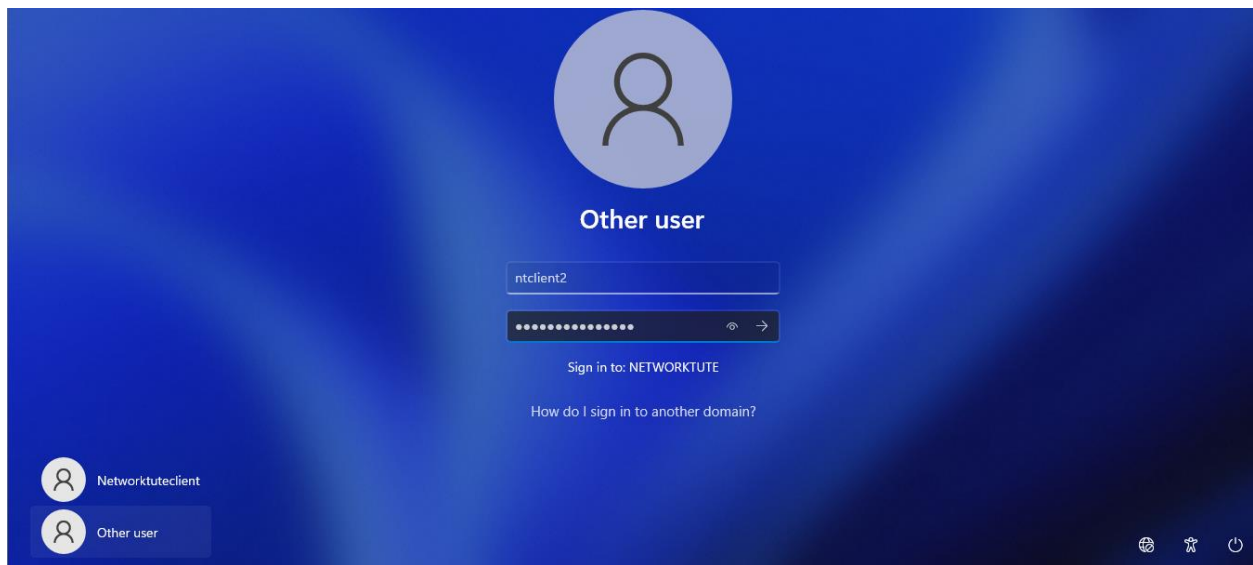 Other user
ntclient2
Sign in to: NETWORKTUTE
How do I sign in to another domain?
Networktuteclient
Other user